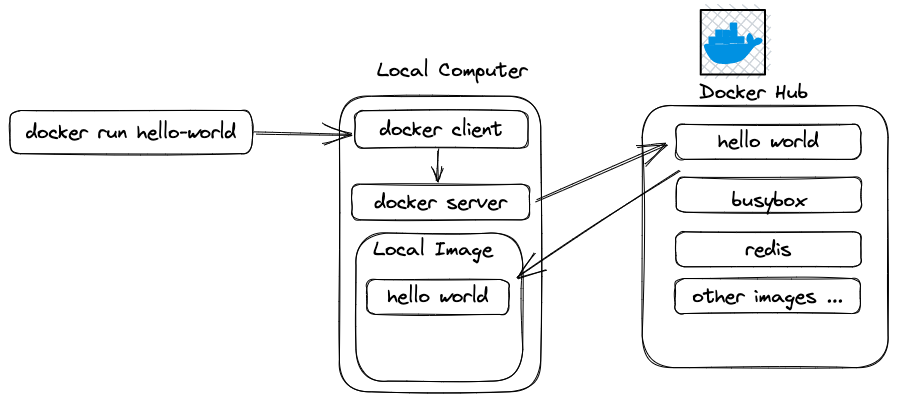 docker run hello-world
Local Computer
docker client
docker server
Local Image
hello world
Docker Hub
hello world
busybox
redis
other images ...